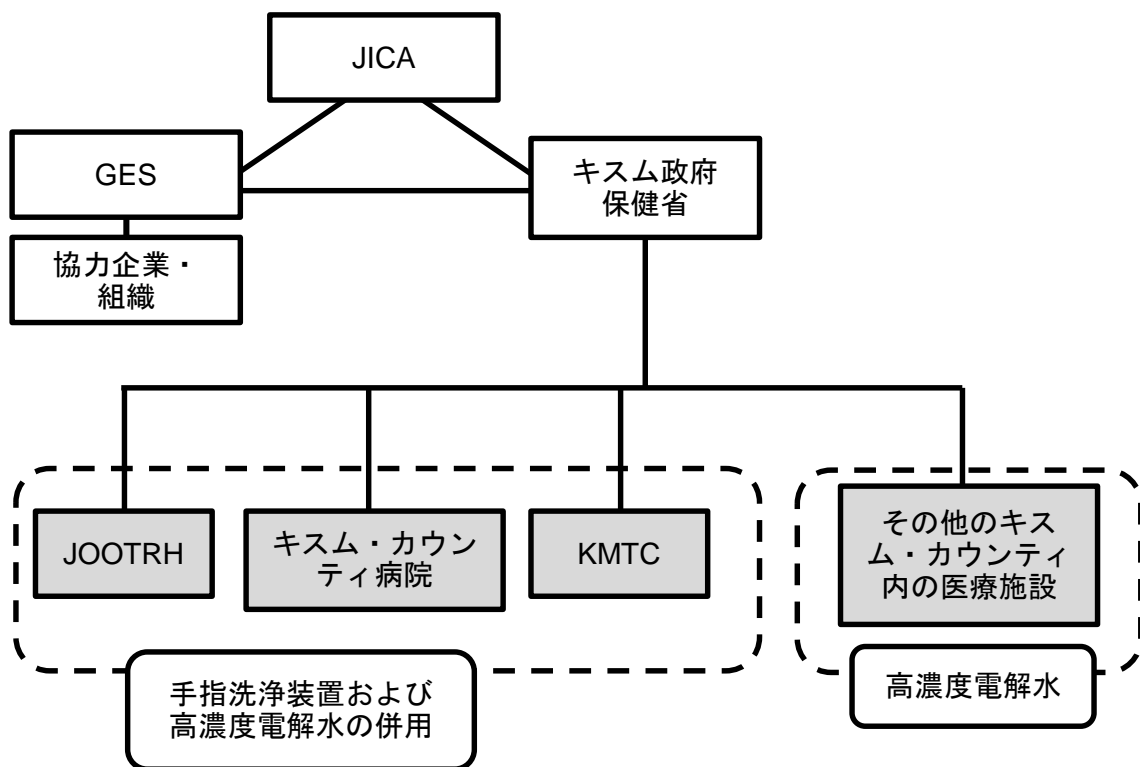 JICA
GES
キスム政府
保健省
協力企業・
組織
JOOTRH
キスム・カウン
ティ病院
KMTC
その他のキス
ム・カウンティ
内の医療施設
手指洗浄装置および
高濃度電解水の併用
高濃度電解水